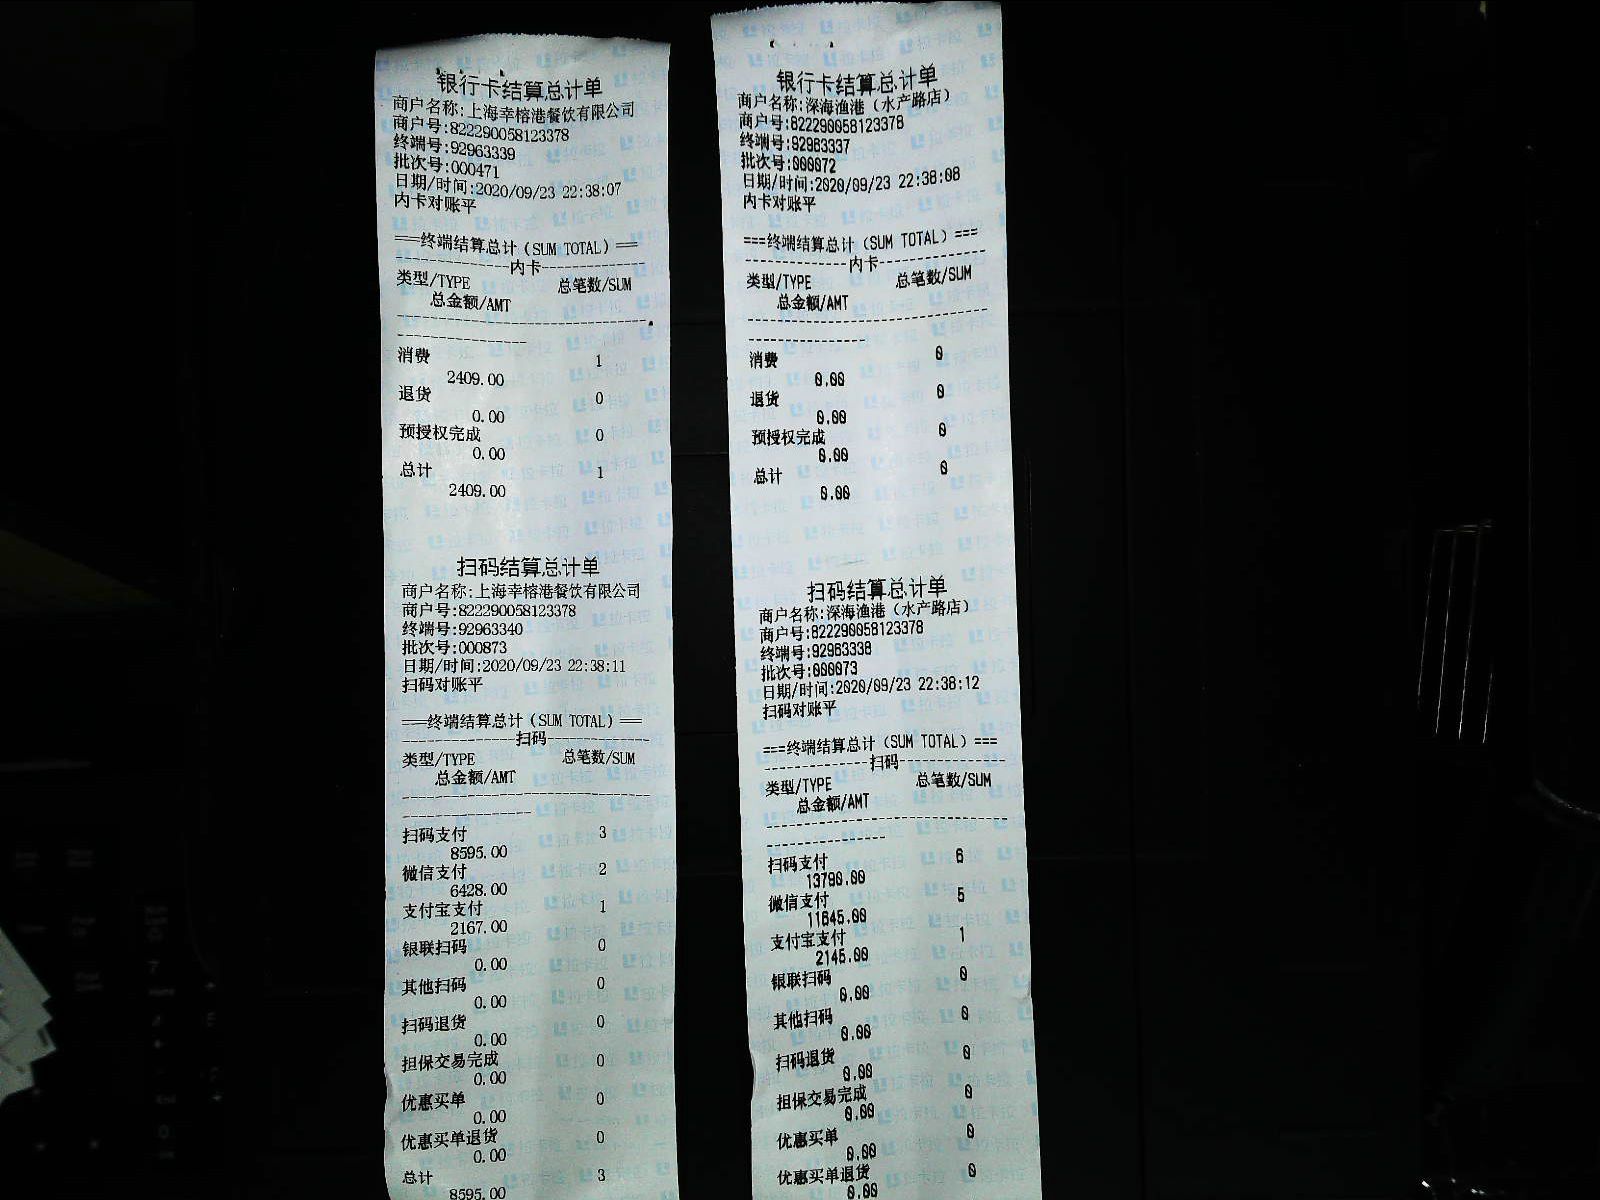 银行卡结算总计单
商户名称:上海幸榕港餐饮有限公司
商户号:822290058123378
终端号:92963339
批次号:000471
日期/时间:2020/09/23 22:38:07
内卡对账平
===终端结算总计(SUM TOTAL)===
内卡
类型/TYPE 总笔数/SUM
总金额/AMT
消费 1
2409.00
退货 0
0.00
预授权完成 0
0.00
总计 1
2409.00
扫码结算总计单
商户名称:上海幸榕港餐饮有限公司
商户号:822290058123378
终端号:92963340
批次号:000873
日期/时间:2020/09/23 22:38:11
扫码对账平
===终端结算总计(SUM TOTAL)===
扫码
类型/TYPE 总笔数/SUM
总金额/AMT
扫码支付 3
8595.00
微信支付 2
6428.00
支付宝支付 1
2167.00
银联扫码 0
0.00
其他扫码 0
0.00
扫码退货 0
0.00
担保交易完成 0
0.00
优惠买单 0
0.00
优惠买单退货 0
0.00
总计 3
8595.00
银行卡结算总计单
商户名称:深海渔港(水产路店)
商户号:822290058123378
终端号:92963337
批次号:000072
日期/时间:2020/09/23 22:38:08
内卡对账平
===终端结算总计(SUM TOTAL)===
内卡
类型/TYPE 总笔数/SUM
总金额/AMT
消费 0
0.00
退货 0
0.00
预授权完成 0
0.00
总计 0
0.00
扫码结算总计单
商户名称:深海渔港(水产路店)
商户号:822290058123378
终端号:92963338
批次号:000073
日期/时间:2020/09/23 22:38:12
扫码对账平
===终端结算总计(SUM TOTAL)===
扫码
类型/TYPE 总笔数/SUM
总金额/AMT
扫码支付 6
13790.00
微信支付 5
11645.00
支付宝支付 1
2145.00
银联扫码 0
0.00
其他扫码 0
0.00
扫码退货 0
0.00
担保交易完成 0
0.00
优惠买单 0
0.00
优惠买单退货 0
0.00